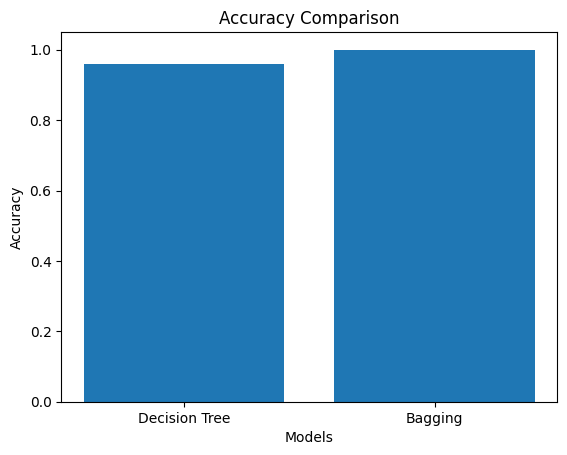 Accuracy Comparison
1.0
0.8
0.6
0.4
0.2
0.0
Accuracy
Decision Tree
Bagging
Models